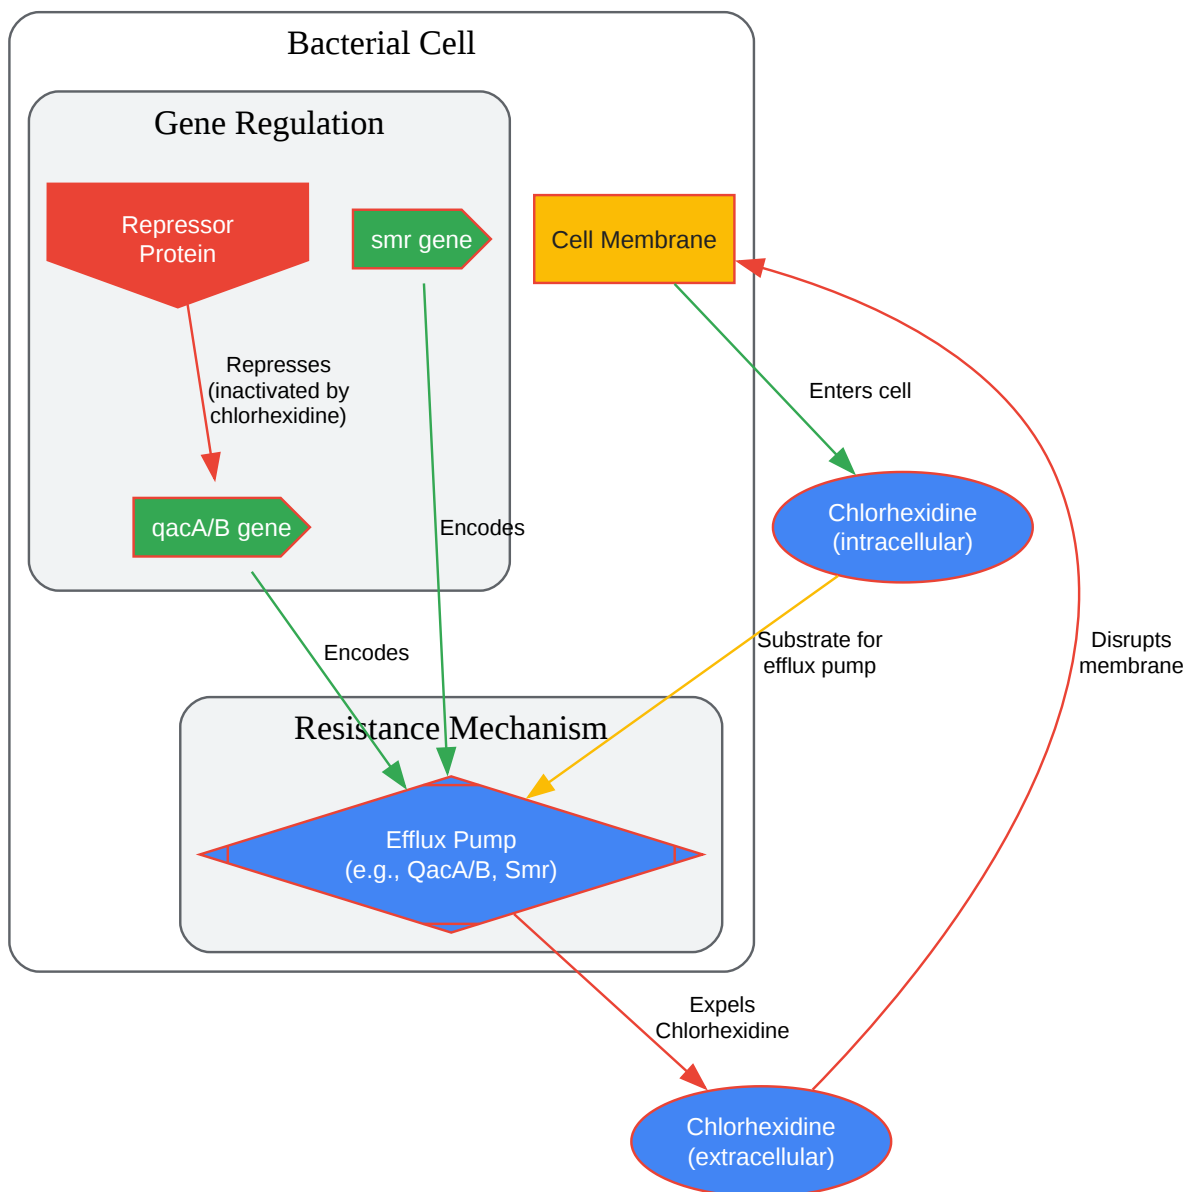 Bacterial Cell
Gene Regulation
Repressor
Protein
smr gene
Cell Membrane
Represses
(inactivated by
chlorhexidine)
Enters cell
qacA/B gene
Encodes
Chlorhexidine
(intracellular)
Encodes
Substrate for
efflux pump
Disrupts
membrane
Resistance Mechanism
Efflux Pump
(e.g., QacA/B, Smr)
Expels
Chlorhexidine
Chlorhexidine
(extracellular)